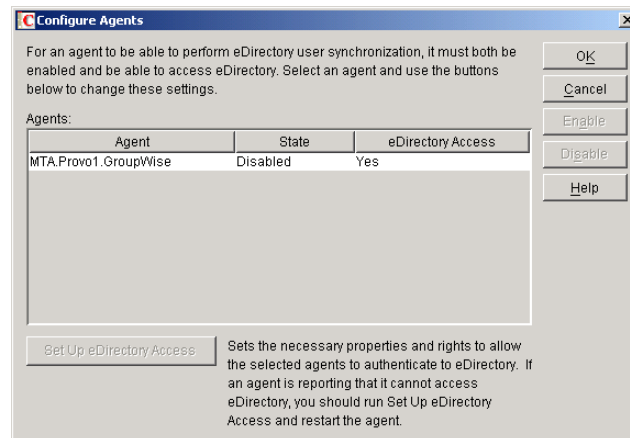 Configure Agents
For an agent to be able to perform eDirectory user synchronization, it must both be
enabled and be able to access eDirectory. Select an agent and use the buttons
below to change these settings.
OK
Cancel
Enable
Disable
Help
Agents:
Agent State eDirectory Access
MTA.Provo1.GroupWise Disabled Yes
Set Up eDirectory Access
Sets the necessary properties and rights to allow
the selected agents to authenticate to eDirectory. If
an agent is reporting that it cannot access
eDirectory, you should run Set Up eDirectory
Access and restart the agent.